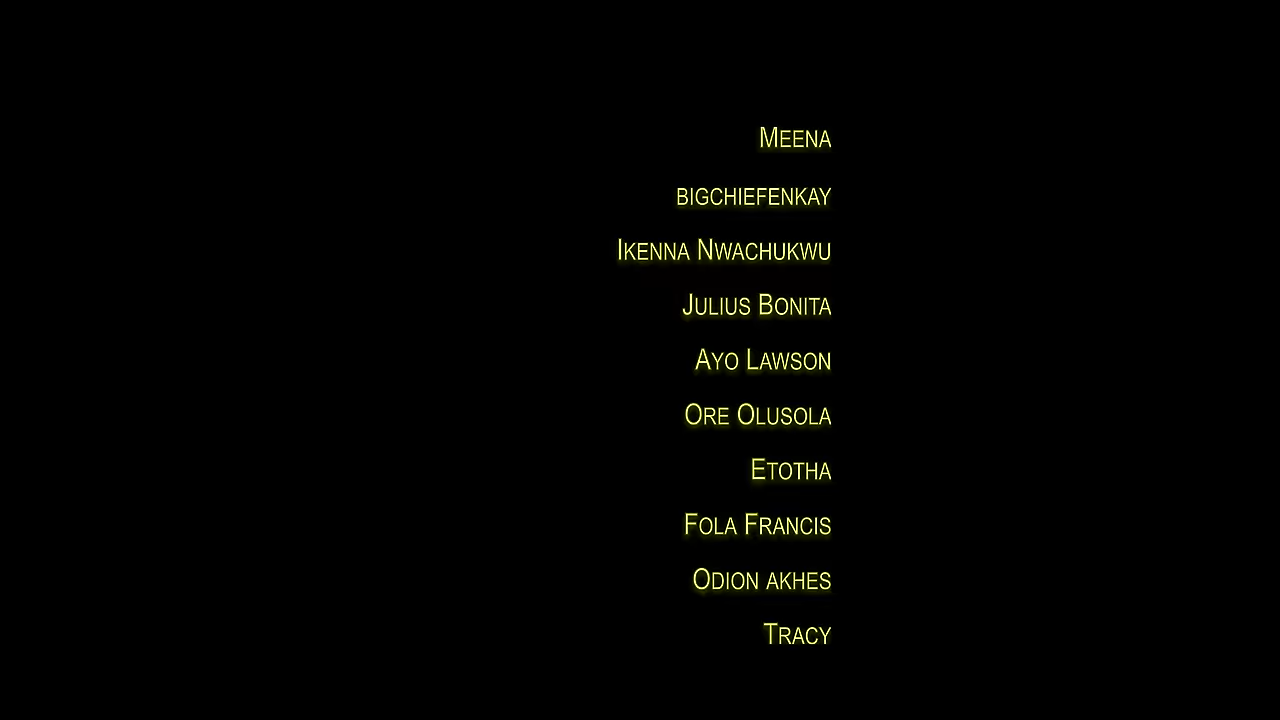 Meena
bigchiefenkay
Ikenna Nwachukwu
Julius Bonita
Ayo Lawson
Ore Olusola
Etotha
Fola Francis
Odion akhes
Tracy